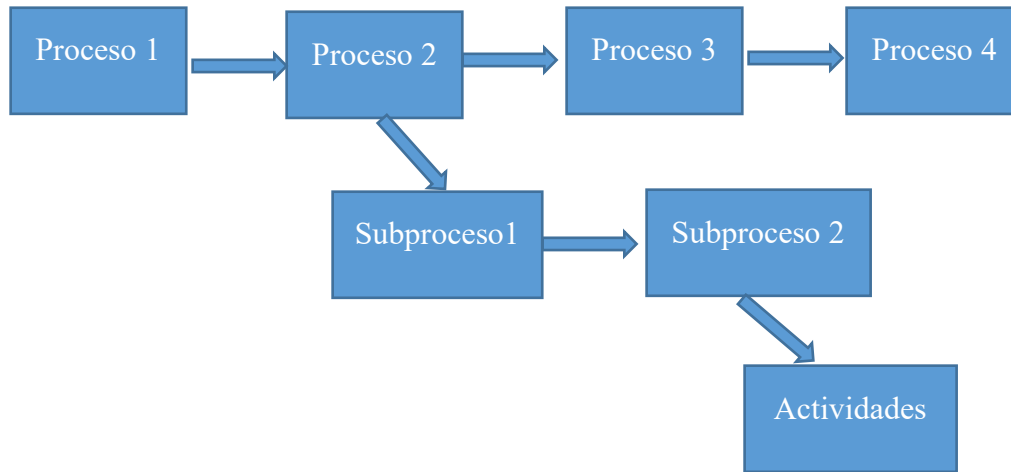 Proceso 1
Proceso 2
Proceso 3
Proceso 4
Subproceso1
Subproceso 2
Actividades